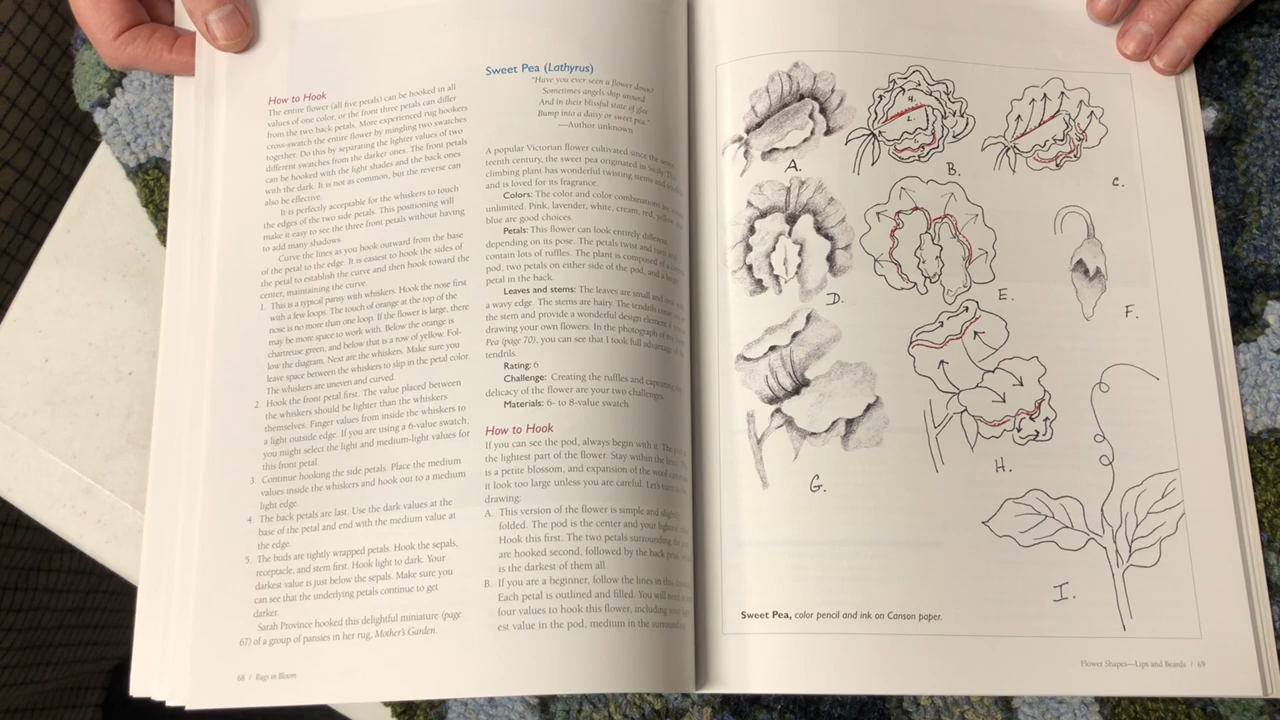 How to Hook
The entire flower (all five petals) can be hooked in all
values of one color, or the front three petals can differ
from the two back petals. More experienced rug hookers
cross-swatch the entire flower by mingling two swatches
together. Do this by separating the lighter values of two
different swatches from the darker ones. The front petals
can be hooked with the light shades and the back ones
with the dark. It is not as common, but the reverse can
also be effective.
It is perfectly acceptable for the whiskers to touch
the edges of the two side petals. This positioning will
make it easy to see the three front petals without having
to add many shadows.
Curve the lines as you hook outward from the base
of the petal to the edge. It is easiest to hook the sides of
the petal to establish the curve and then hook toward the
center, maintaining the curve.
1. This is a typical pansy with whiskers. Hook the nose first
with a few loops. The touch of orange at the top of the
nose is no more than one loop. If the flower is large, there
may be more space to work with. Below the orange is
chartreuse green, and below that is a row of yellow. Fol-
low the diagram. Next are the whiskers. Make sure you
leave space between the whiskers to slip in the petal color.
The whiskers are uneven and curved.
2. Hook the front petal first. The value placed between
the whiskers should be lighter than the whiskers
themselves. Finger values from inside the whiskers to
a light outside edge. If you are using a 6-value swatch,
you might select the light and medium-light values for
this front petal.
3. Continue hooking the side petals. Place the medium
values inside the whiskers and hook out to a medium
light edge.
4. The back petals are last. Use the dark values at the
base of the petal and end with the medium value at
the edge.
5. The buds are tightly wrapped petals. Hook the sepals,
receptacle, and stem first. Hook light to dark. Your
darkest value is just below the sepals. Make sure you
can see that the underlying petals continue to get
darker.
Sarah Province hooked this delightful miniature (page
67) of a group of pansies in her rug, Mother's Garden.
68 / Rugs in Bloom
Sweet Pea (Lathyrus)
"Have you ever seen a flower down?
Sometimes angels skip around
And in their blissful state of glee
Bump into a daisy or sweet pea."
—Author unknown
A popular Victorian flower cultivated since the
teenth century, the sweet pea originated in Sicily.
climbing plant has wonderful twisting stems and
and is loved for its fragrance.
Colors: The color and color combinations are
unlimited. Pink, lavender, white, cream, red,
blue are good choices.
Petals: This flower can look entirely different
depending on its pose. The petals twist and turn
contain lots of ruffles. The plant is composed of a
pod, two petals on either side of the pod, and a
petal in the back.
Leaves and stems: The leaves are small and
a wavy edge. The stems are hairy. The tendrils
the stem and provide a wonderful design element
drawing your own flowers. In the photograph of
Pea (page 70), you can see that I took full advantage
tendrils.
Rating: 6
Challenge: Creating the ruffles and capturing
delicacy of the flower are your two challenges.
Materials: 6- to 8-value swatch
How to Hook
If you can see the pod, always begin with it. The
the lightest part of the flower. Stay within the
is a petite blossom, and expansion of the wool
it look too large unless you are careful. Let's
drawing:
A. This version of the flower is simple and
folded. The pod is the center and your
Hook this first. The two petals surrounding
are hooked second, followed by the back
is the darkest of them all.
B. If you are a beginner, follow the lines in this
Each petal is outlined and filled. You will
four values to hook this flower, including
est value in the pod, medium in the
A.
B.
C.
D.
E.
F.
G.
H.
I.
Sweet Pea, color pencil and ink on Canson paper.
Flower Shapes—Lips and Beards / 69